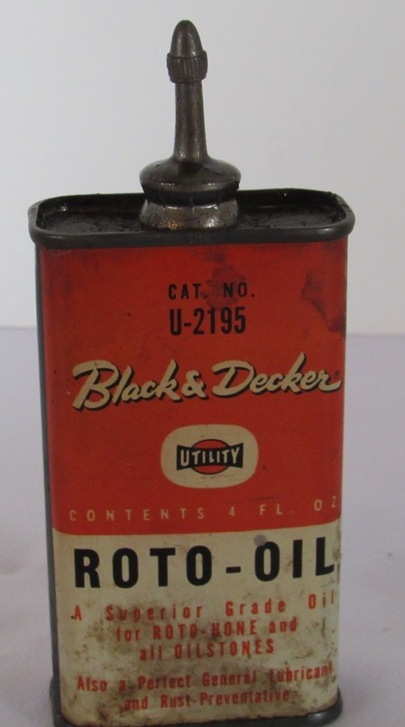 CAT. NO.
U-2195
Black & Decker®
UTILITY
CONTENTS 4 FL. OZ
ROTO-OIL
A Superior Grade Oil
for ROTO-HONE and
all OILSTONES
Also a Perfect General Lubricant
and Rust Preventative